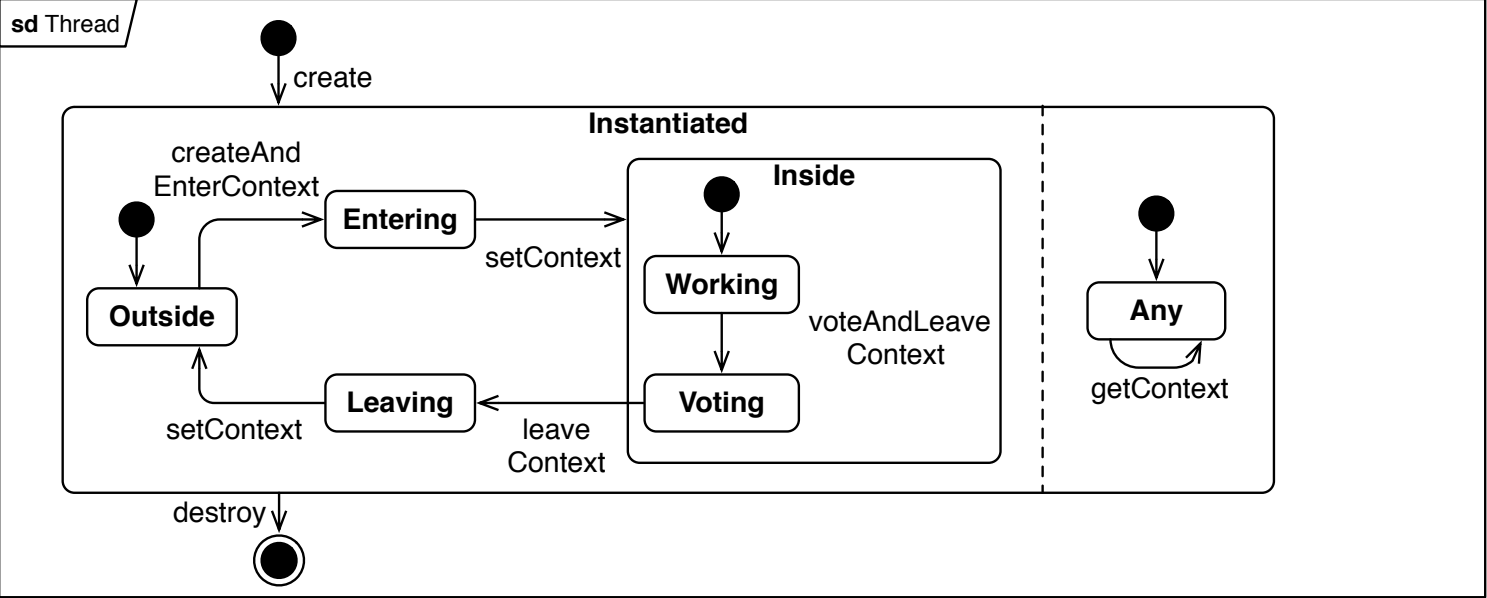 sd Thread
create
Instantiated
createAnd
EnterContext
Inside
Entering
setContext
Working
Outside
Any
voteAndLeave
Context
getContext
Leaving
Voting
setContext
leave
Context
destroy